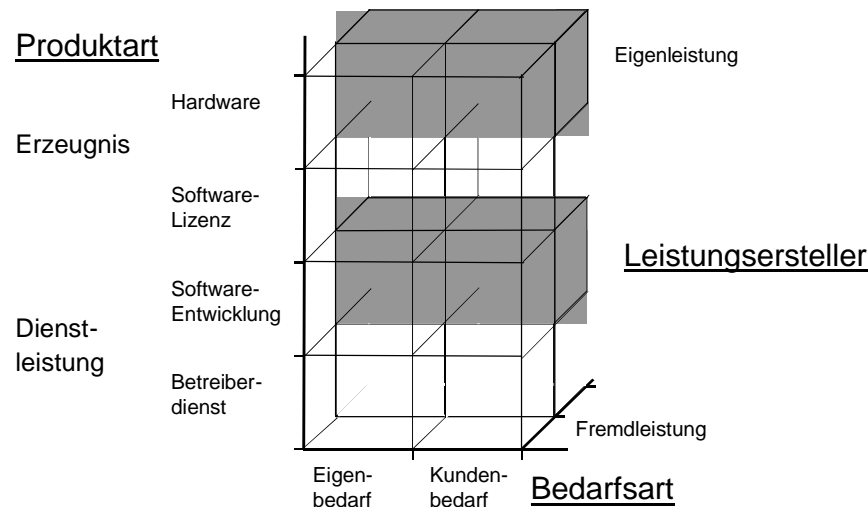 Produktart
Eigenleistung
Hardware
Erzeugnis
Software-
Lizenz
Leistungsersteller
Software-
Entwicklung
Dienst-
leistung
Betreiber-
dienst
Fremdleistung
Eigen-
bedarf
Kunden-
bedarf
Bedarfsart